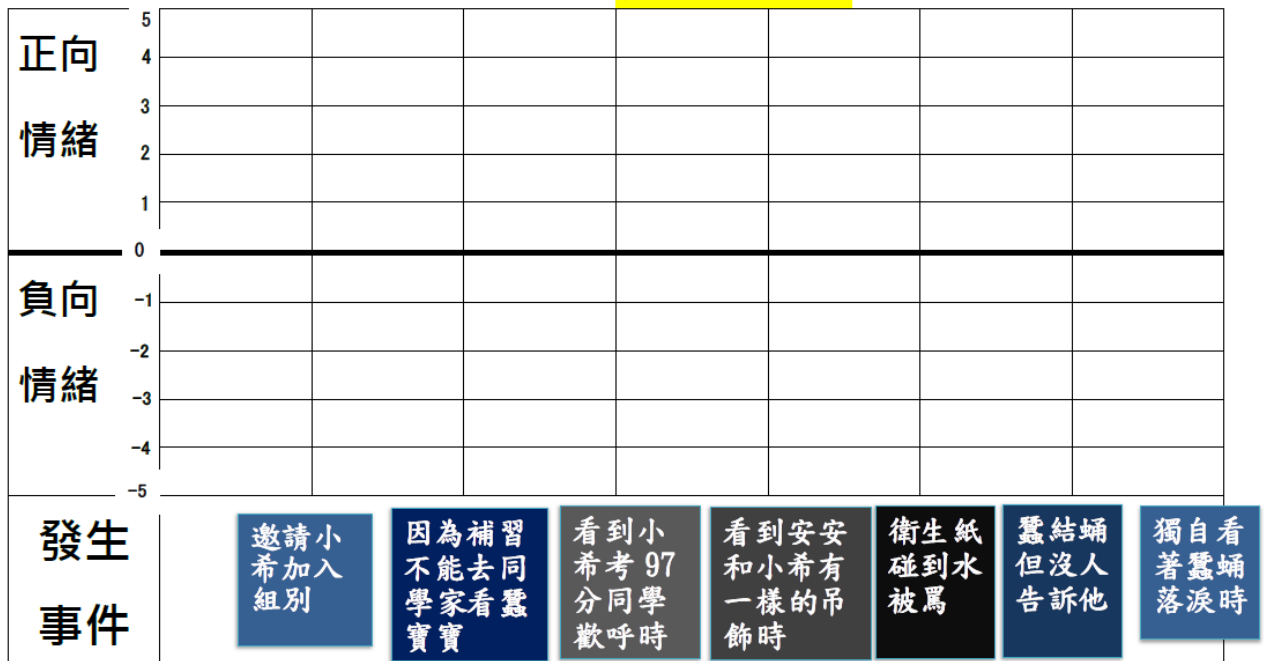 正向
情緒
5
4
3
2
1
0
負向
情緒
-1
-2
-3
-4
-5
發生
事件
邀請小
希加入
組別
因為補習
不能去同
學家看蠶
寶寶
看到小
希考 97
分同學
歡呼時
看到安安
和小希有
一樣的吊
飾時
衛生紙
碰到水
被罵
蠶結蛹
但沒人
告訴他
獨自看
著蠶蛹
落淚時